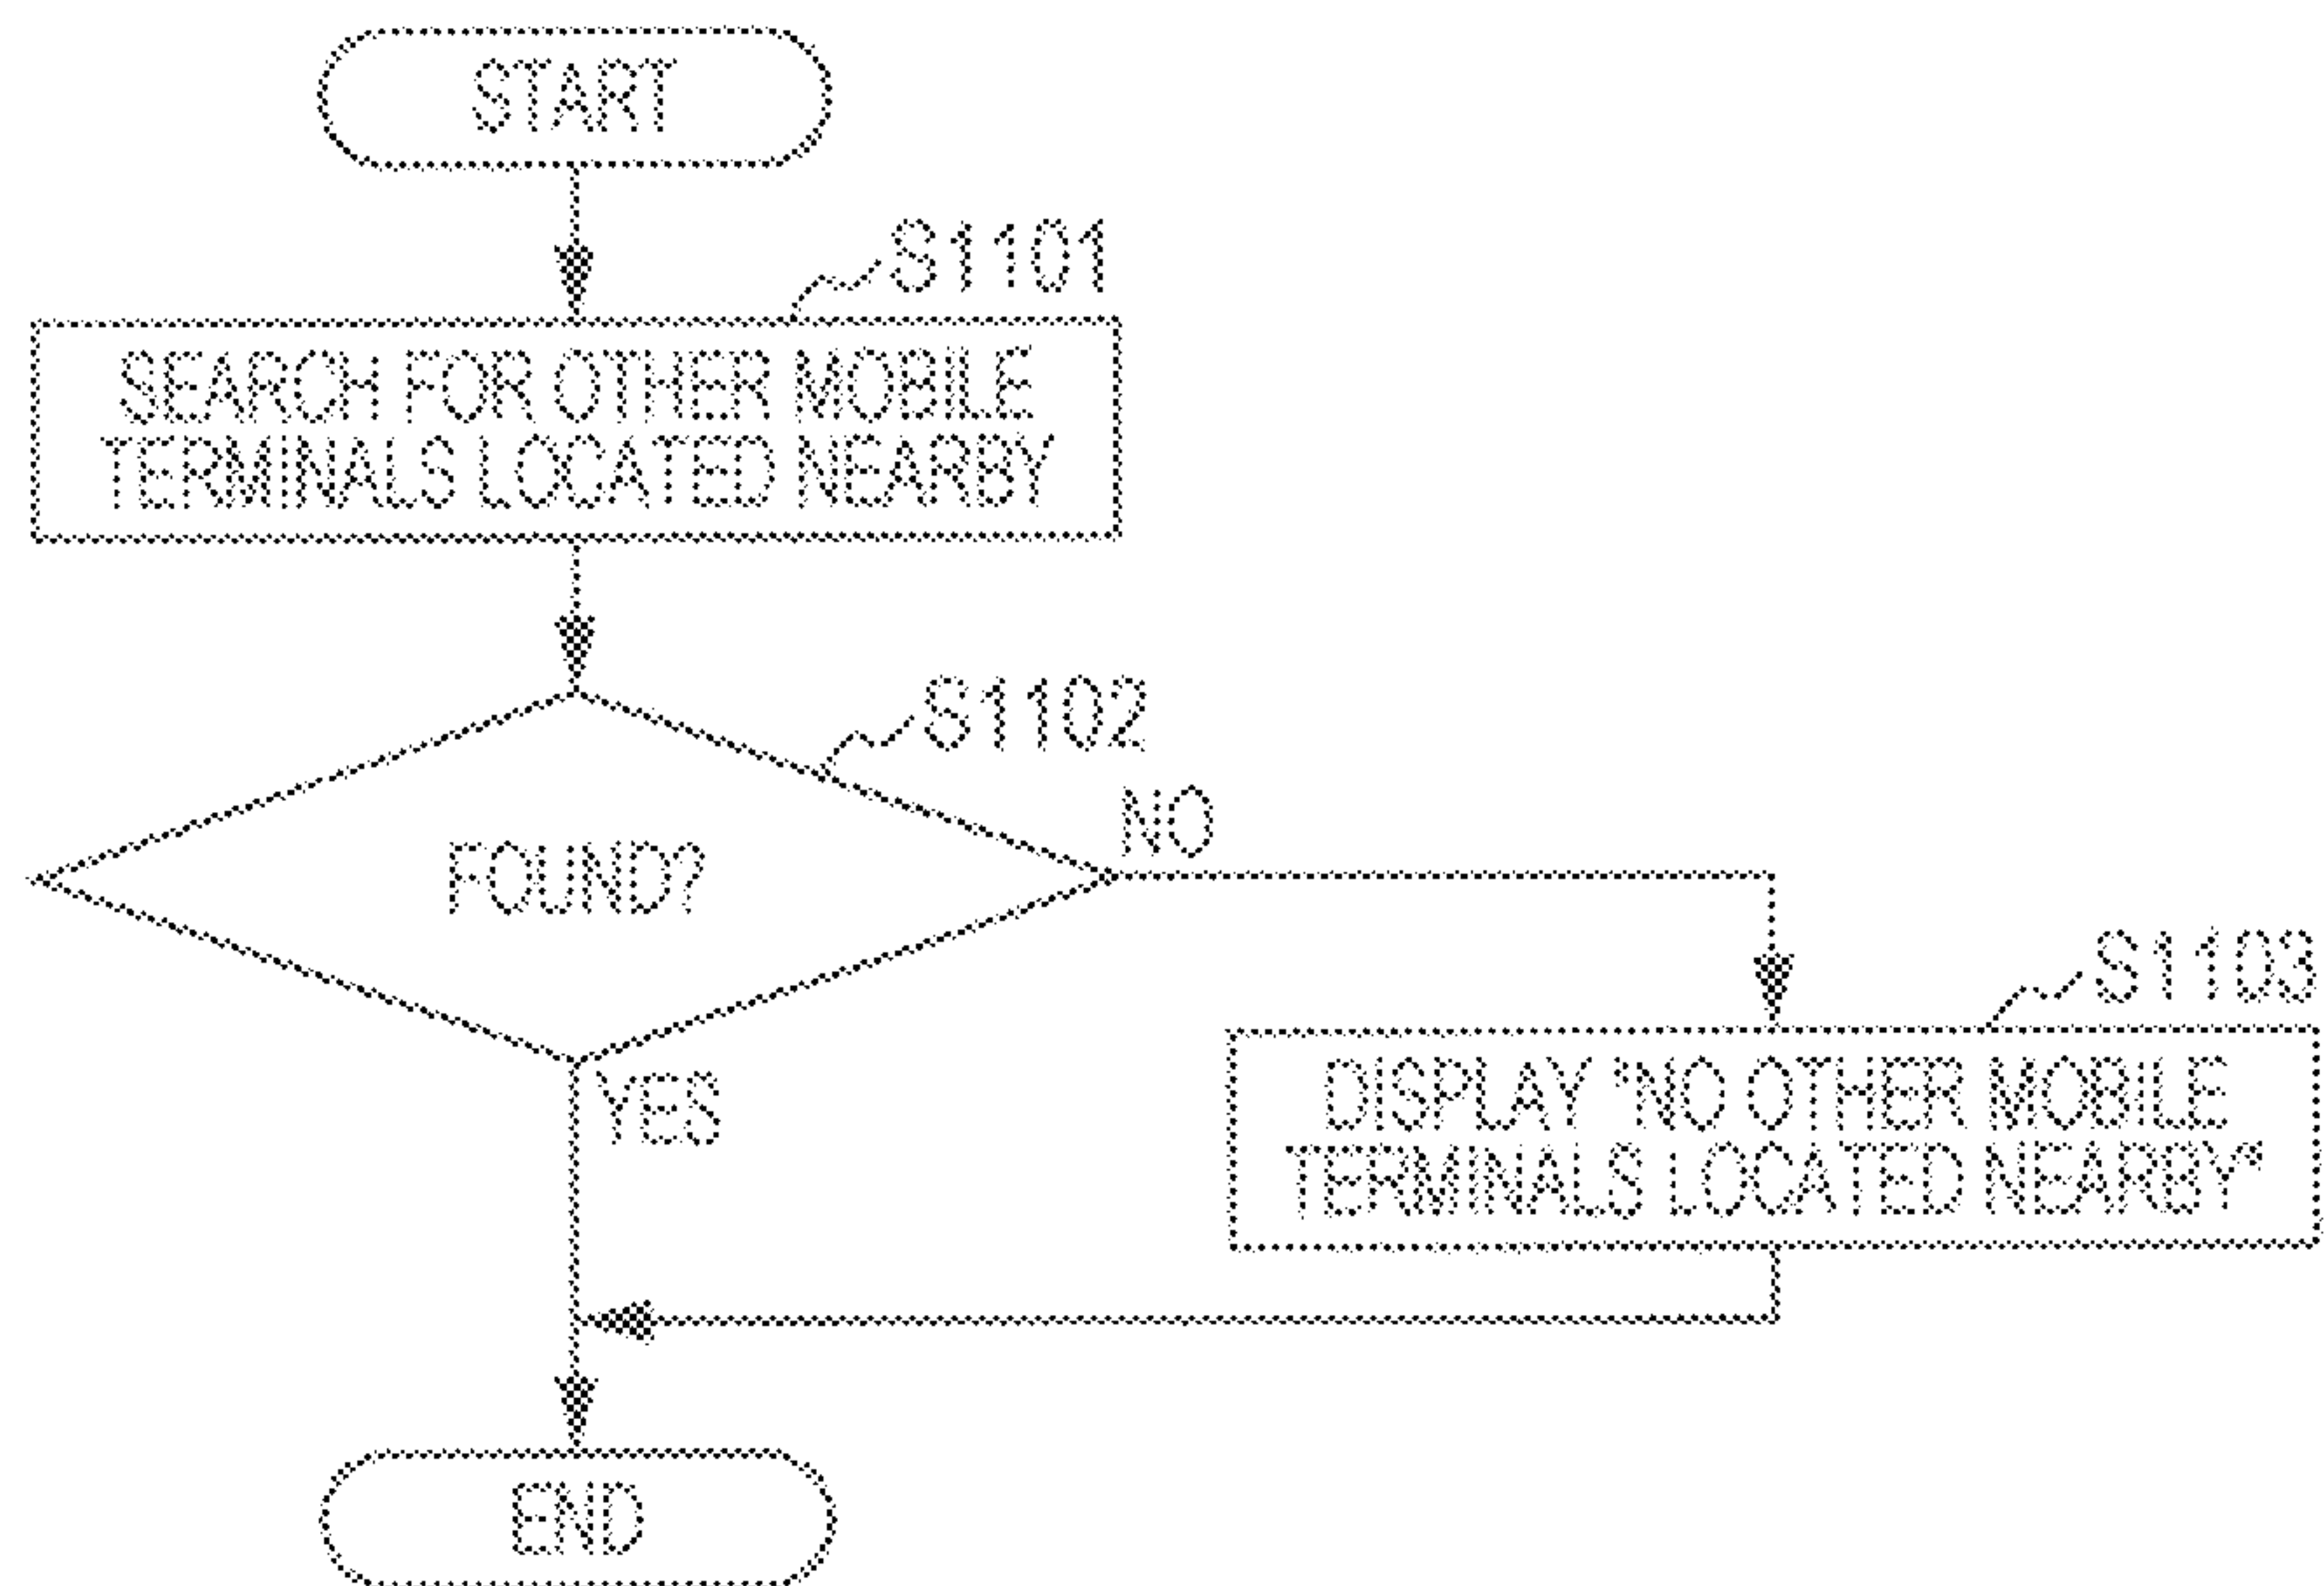 START
S1101
SEARCH FOR OTHER MOBILE
TERMINALS LOCATED NEARBY
S1102
NO
FOUND?
S1103
YES
DISPLAY "NO OTHER MOBILE
TERMINALS LOCATED NEARBY"
END